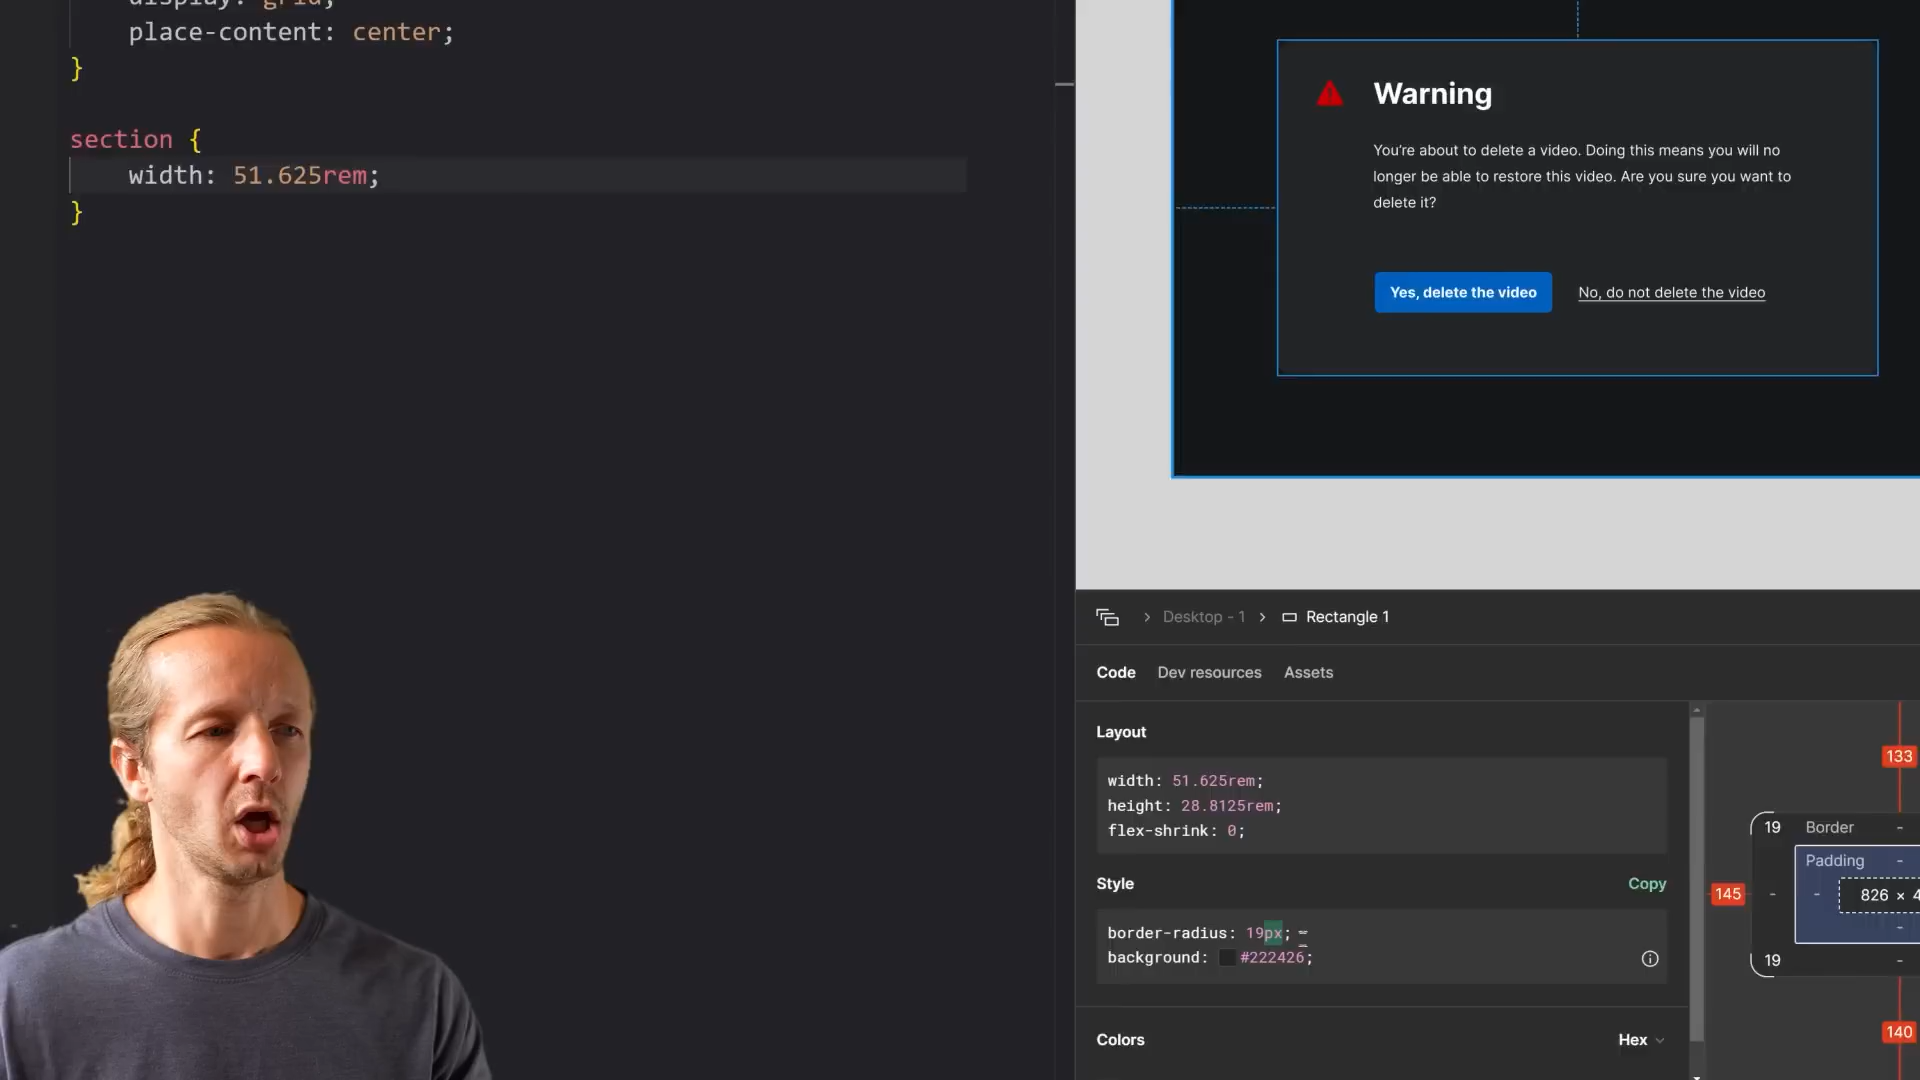 display: grid;
place-content: center;
}
section {
width: 51.625rem;
}
Warning
You're about to delete a video. Doing this means you will no
longer be able to restore this video. Are you sure you want to
delete it?
Yes, delete the video
No, do not delete the video
Desktop - 1
Rectangle 1
Code
Dev resources
Assets
Layout
width: 51.625rem;
height: 28.8125rem;
flex-shrink: 0;
Style
Copy
border-radius: 19px;
background: #222426;
Colors
Hex
133
19
Border
-
Padding
-
145
-
-
826 × 4
-
19
-
140